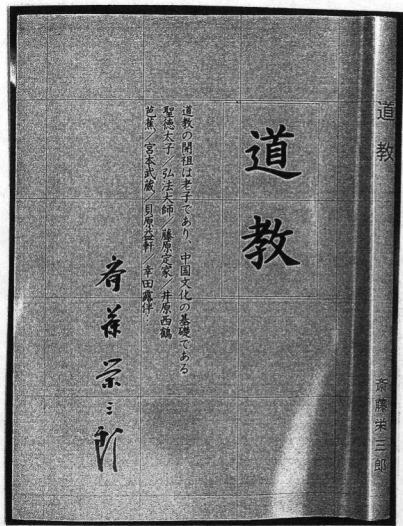 道教
道教の開祖は老子であり、中国文化の基礎である
聖徳太子／弘法大師／藤原定家／井原西鶴
芭蕉／宮本武蔵／貝原益軒／幸田露伴…
斎藤栄三郎
道教
斎藤栄三郎